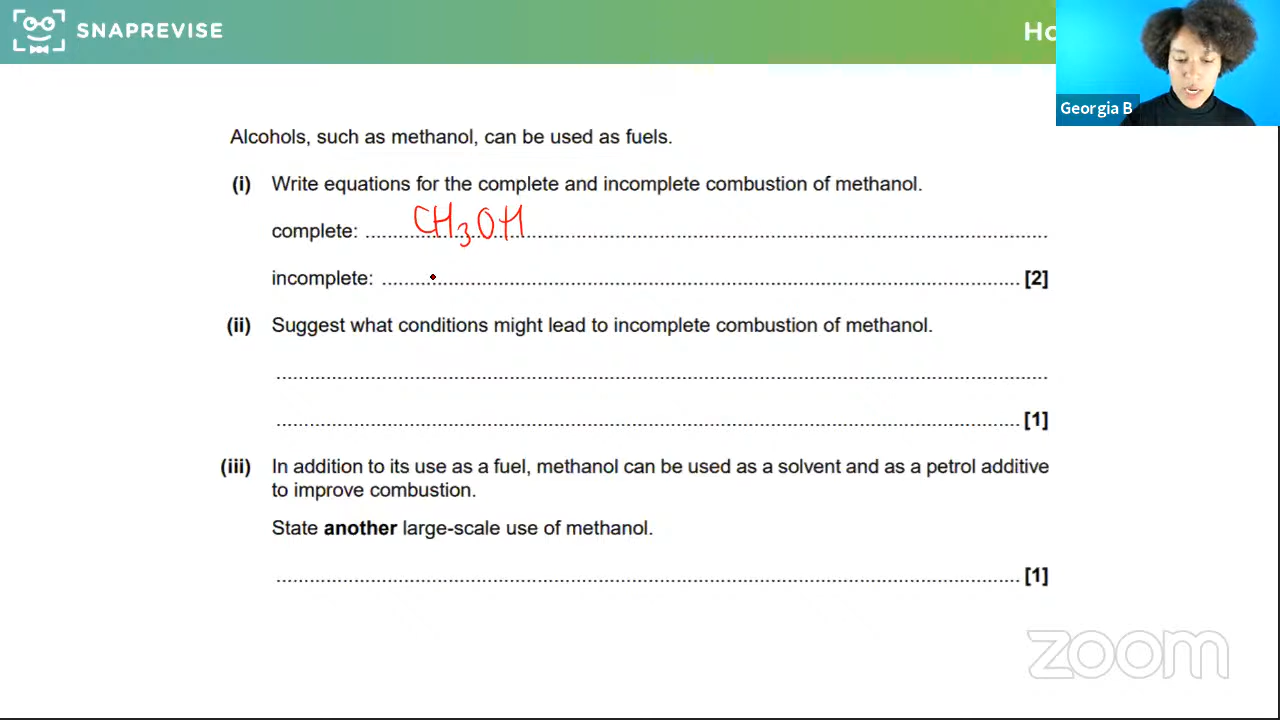 SNAPREVISE
Georgia B
Alcohols, such as methanol, can be used as fuels.
(i) Write equations for the complete and incomplete combustion of methanol.
complete: CH3OH
incomplete: [2]
(ii) Suggest what conditions might lead to incomplete combustion of methanol.
[1]
(iii) In addition to its use as a fuel, methanol can be used as a solvent and as a petrol additive
to improve combustion.
State another large-scale use of methanol.
[1]
zoom